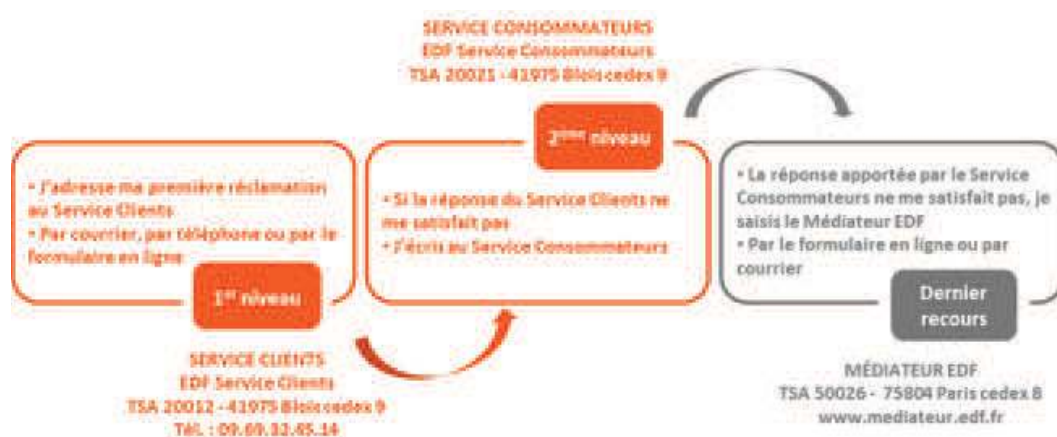 SERVICE CONSOMMATEURS
EDF Service Consommateurs
TSA 20021 - 41975 Blois cedex 9
2ème niveau
• J'adresse ma première réclamation
au Service Clients
• Par courrier, par téléphone ou par le
formulaire en ligne
1er niveau
SERVICE CLIENTS
EDF Service Clients
TSA 20012 - 41975 Blois cedex 9
Tél. : 09.69.32.45.14
• Si la réponse du Service Clients ne
me satisfait pas
• J'écris au Service Consommateurs
• La réponse apportée par le Service
Consommateurs ne me satisfait pas, je
saisis le Médiateur EDF
• Par le formulaire en ligne ou par
courrier
Dernier
recours
MÉDIATEUR EDF
TSA 50026 - 75804 Paris cedex 8
www.mediateur.edf.fr